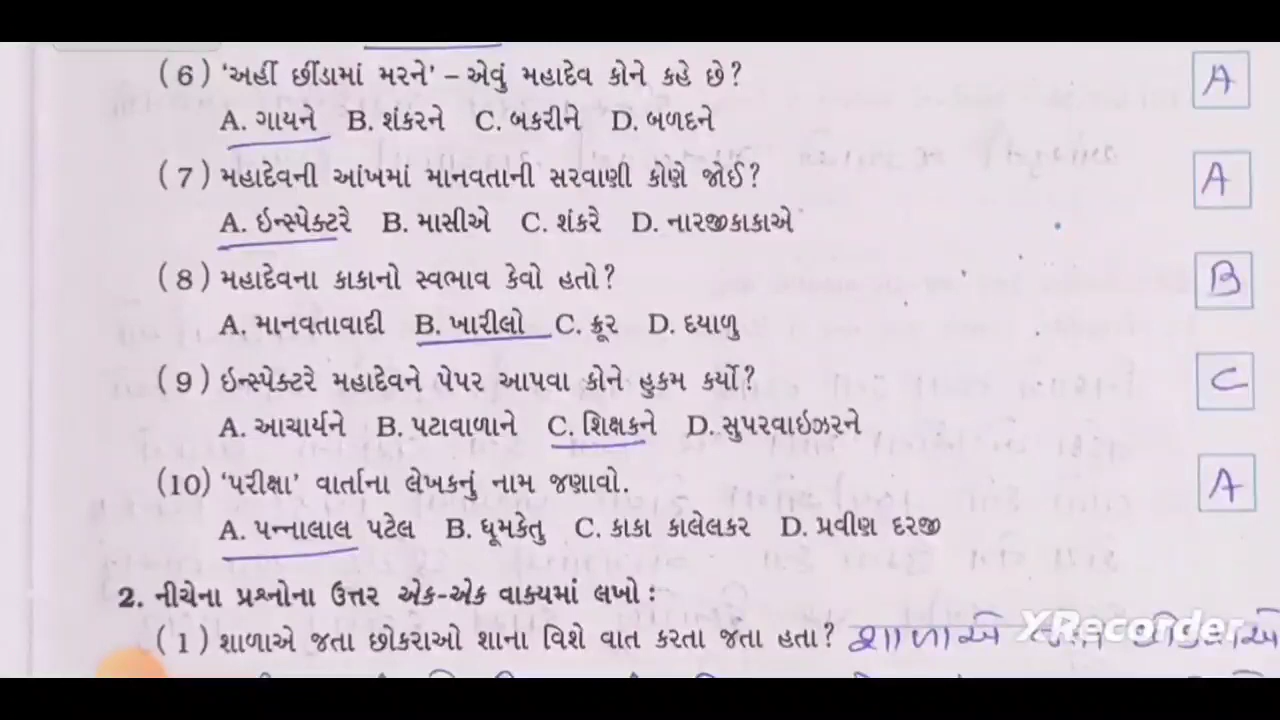 (6) 'અહીં છીંડામાં મરને' – એવું મહાદેવ કોને કહે છે? A
A. ગાયને B. શંકરને C. બકરીને D. બળદને
(7) મહાદેવની આંખમાં માનવતાની સરવાણી કોણે જોઈ? A
A. ઇન્સ્પેક્ટરે B. માસીએ C. શંકરે D. નારજીકાકાએ
(8) મહાદેવના કાકાનો સ્વભાવ કેવો હતો? B
A. માનવતાવાદી B. ખારીલો C. ક્રૂર D. દયાળુ
(9) ઇન્સ્પેક્ટરે મહાદેવને પેપર આપવા કોને હુકમ કર્યો? C
A. આચાર્યને B. પટાવાળાને C. શિક્ષકને D. સુપરવાઇઝરને
(10) 'પરીક્ષા' વાર્તાના લેખકનું નામ જણાવો. A
A. પન્નાલાલ પટેલ B. ધૂમકેતુ C. કાકા કાલેલકર D. પ્રવીણ દરજી
2. નીચેના પ્રશ્નોના ઉત્તર એક-એક વાક્યમાં લખો :
(1) શાળાએ જતા છોકરાઓ શાના વિશે વાત કરતા જતા હતા? શાળાએ
XRecorder